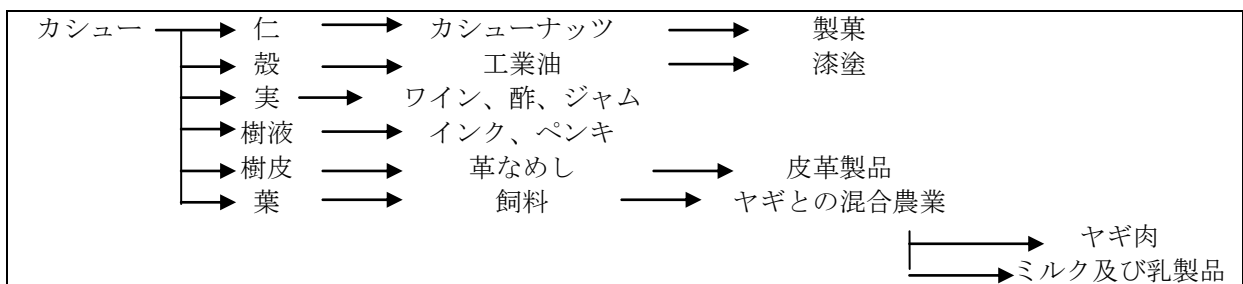 カシュー 仁 カシューナッツ 製菓
殻 工業油 漆塗
実 ワイン、酢、ジャム
樹液 インク、ペンキ
樹皮 革なめし 皮革製品
葉 飼料 ヤギとの混合農業
ヤギ肉
ミルク及び乳製品